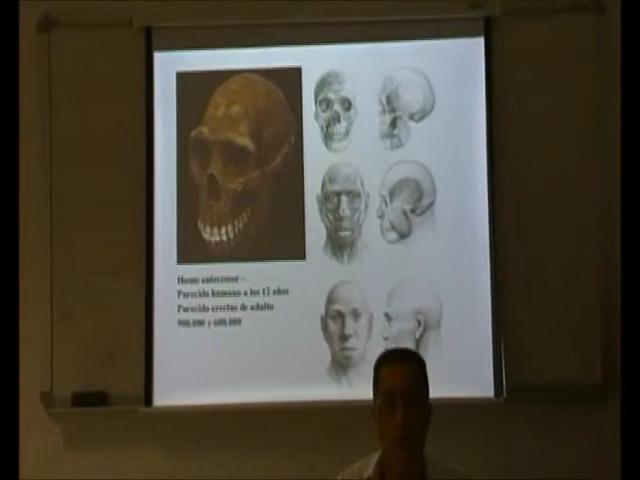 Homo antecessor –
Parecido humano a los 12 años
Parecido erectus de adulto
900.000 y 600.000